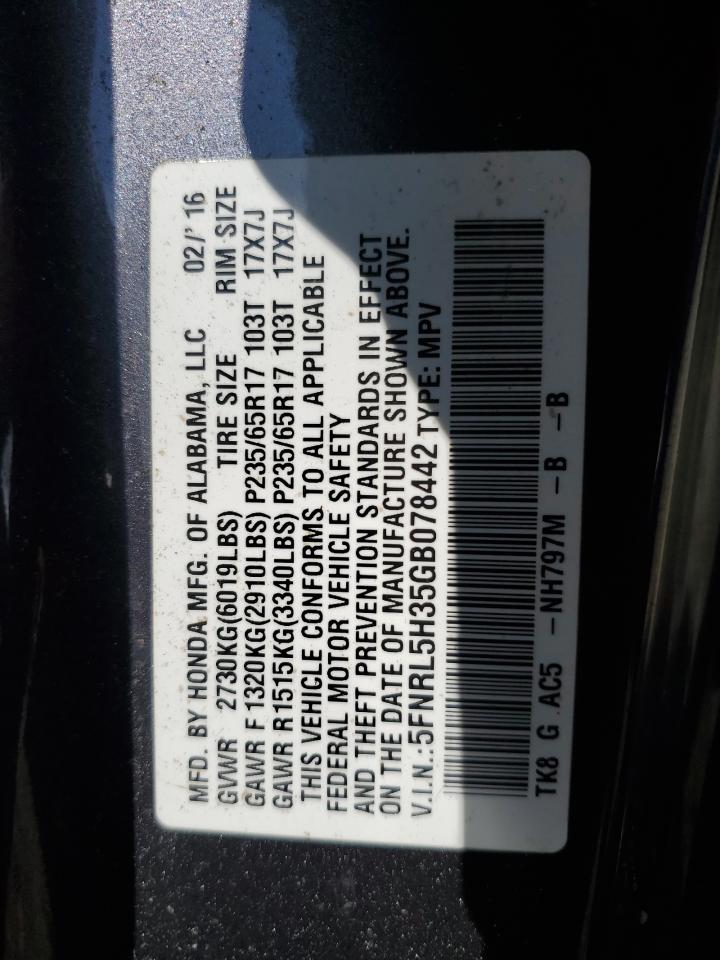 MFD. BY HONDA MFG. OF ALABAMA, LLC 02/'16
GVWR 2730KG(6019LBS) TIRE SIZE RIM SIZE
GAWR F 1320KG(2910LBS) P235/65R17 103T 17X7J
GAWR R1515KG(3340LBS) P235/65R17 103T 17X7J
THIS VEHICLE CONFORMS TO ALL APPLICABLE
FEDERAL MOTOR VEHICLE SAFETY
AND THEFT PREVENTION STANDARDS IN EFFECT
ON THE DATE OF MANUFACTURE SHOWN ABOVE.
V.I.N.:5FNRL5H35GB078442 TYPE: MPV
TK8 G AC5 -NH797M -B -B